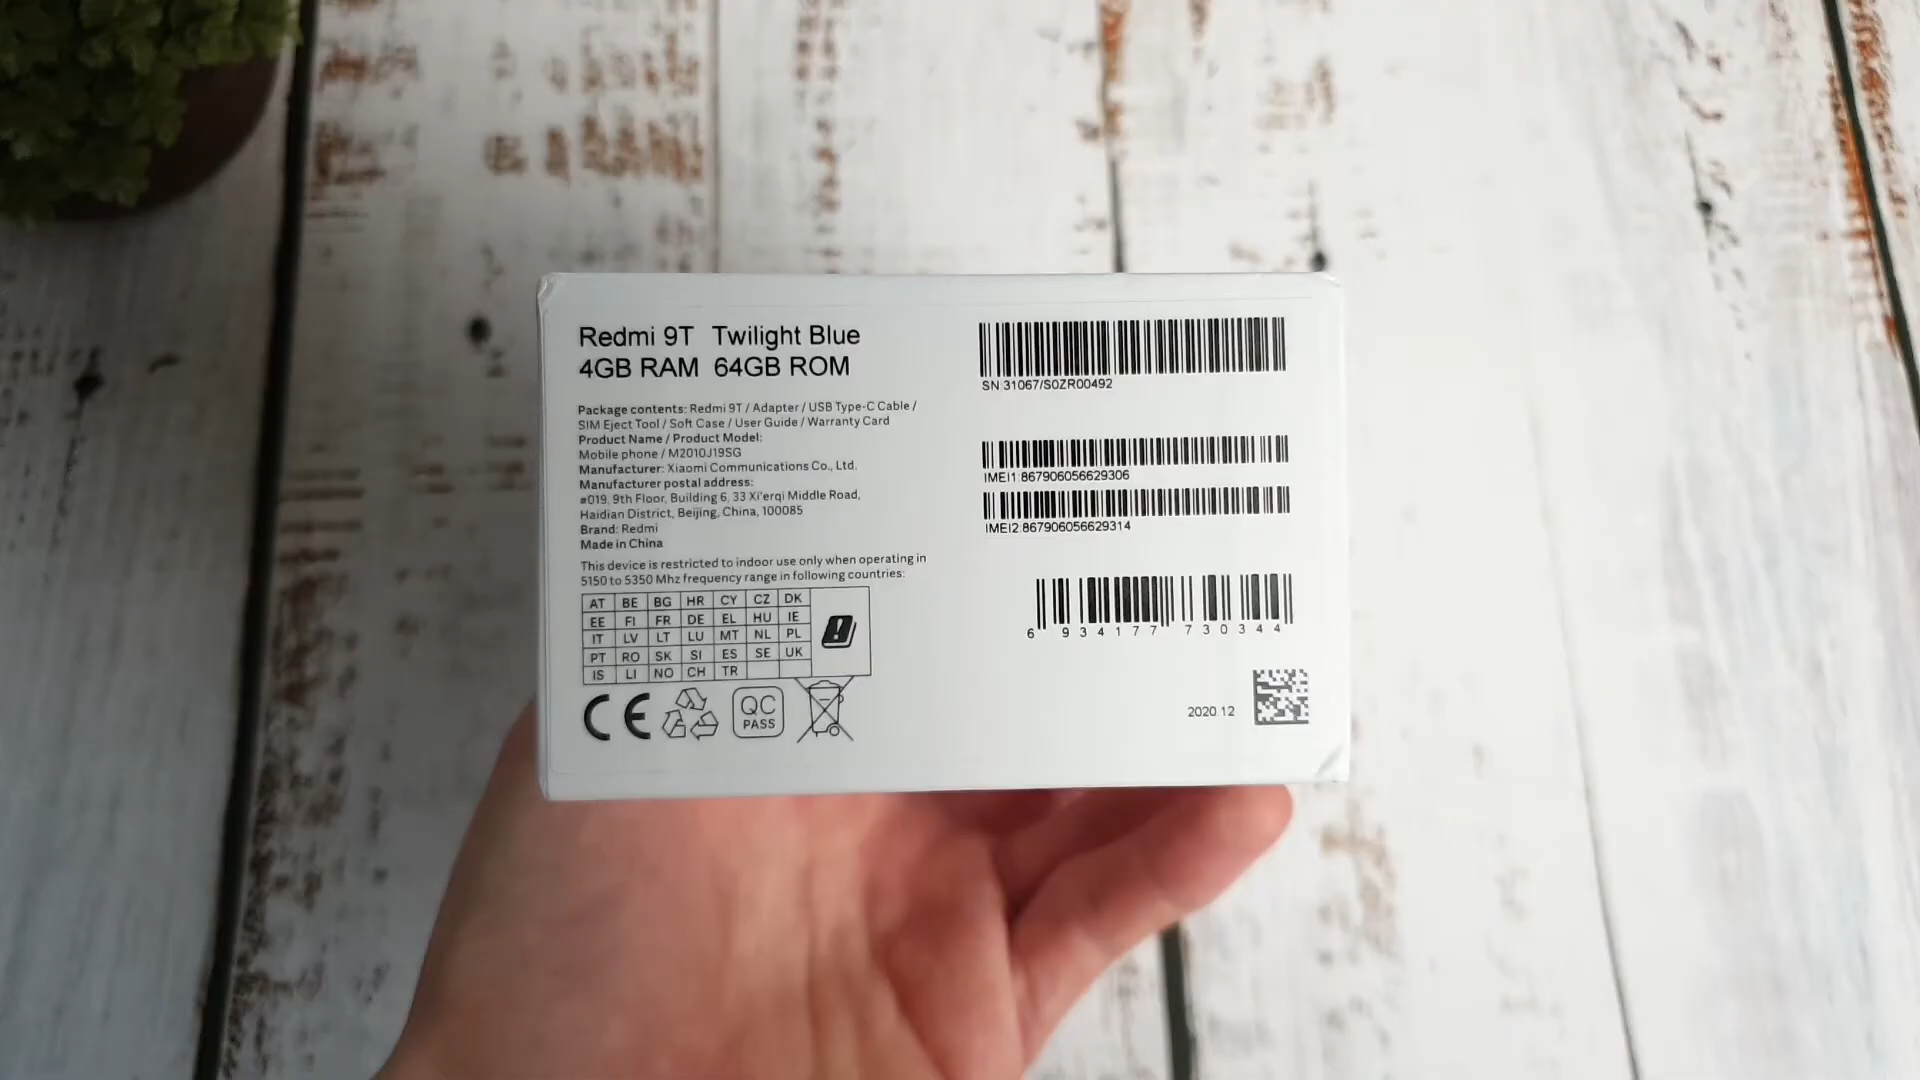 Redmi 9T Twilight Blue
4GB RAM 64GB ROM
Package contents: Redmi 9T / Adapter / USB Type-C Cable /
SIM Eject Tool / Soft Case / User Guide / Warranty Card
Product Name / Product Model:
Mobile phone / M2010J19SG
Manufacturer: Xiaomi Communications Co., Ltd.
Manufacturer postal address:
#019, 9th Floor, Building 6, 33 Xi'erqi Middle Road,
Haidian District, Beijing, China, 100085
Brand: Redmi
Made in China
This device is restricted to indoor use only when operating in
5150 to 5350 Mhz frequency range in following countries:
AT BE BG HR CY CZ DK
EE FI FR DE EL HU IE
IT LV LT LU MT NL PL
PT RO SK SI ES SE UK
IS LI NO CH TR
CE
QC
PASS
SN:31067/S0ZR00492
IMEI1:867906056629306
IMEI2:867906056629314
6 934177 730344
2020.12